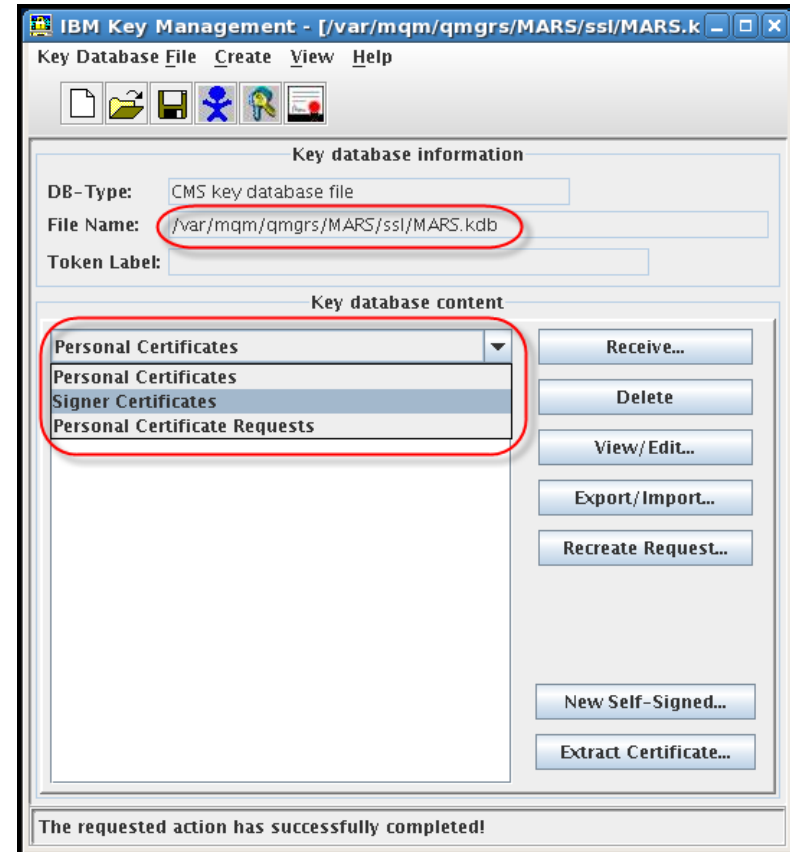 IBM Key Management - [/var/mqm/qmgrs/MARS/ssl/MARS.k
Key Database File Create View Help
Key database information
DB-Type: CMS key database file
File Name: /var/mqm/qmgrs/MARS/ssl/MARS.kdb
Token Label:
Key database content
Personal Certificates
Receive...
Personal Certificates
Signer Certificates
Personal Certificate Requests
Delete
View/Edit...
Export/Import...
Recreate Request...
New Self-Signed...
Extract Certificate...
The requested action has successfully completed!